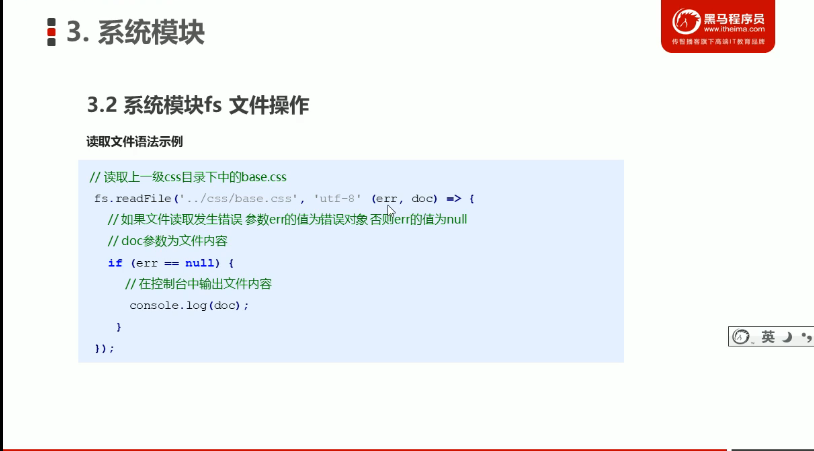 3. 系统模块
黑马程序员
www.itheima.com
传智播客旗下高端IT教育品牌
3.2 系统模块fs 文件操作
读取文件语法示例
// 读取上一级css目录下中的base.css
fs.readFile('../css/base.css', 'utf-8' (err, doc) => {
// 如果文件读取发生错误 参数err的值为错误对象 否则err的值为null
// doc参数为文件内容
if (err == null) {
// 在控制台中输出文件内容
console.log(doc);
}
});
英